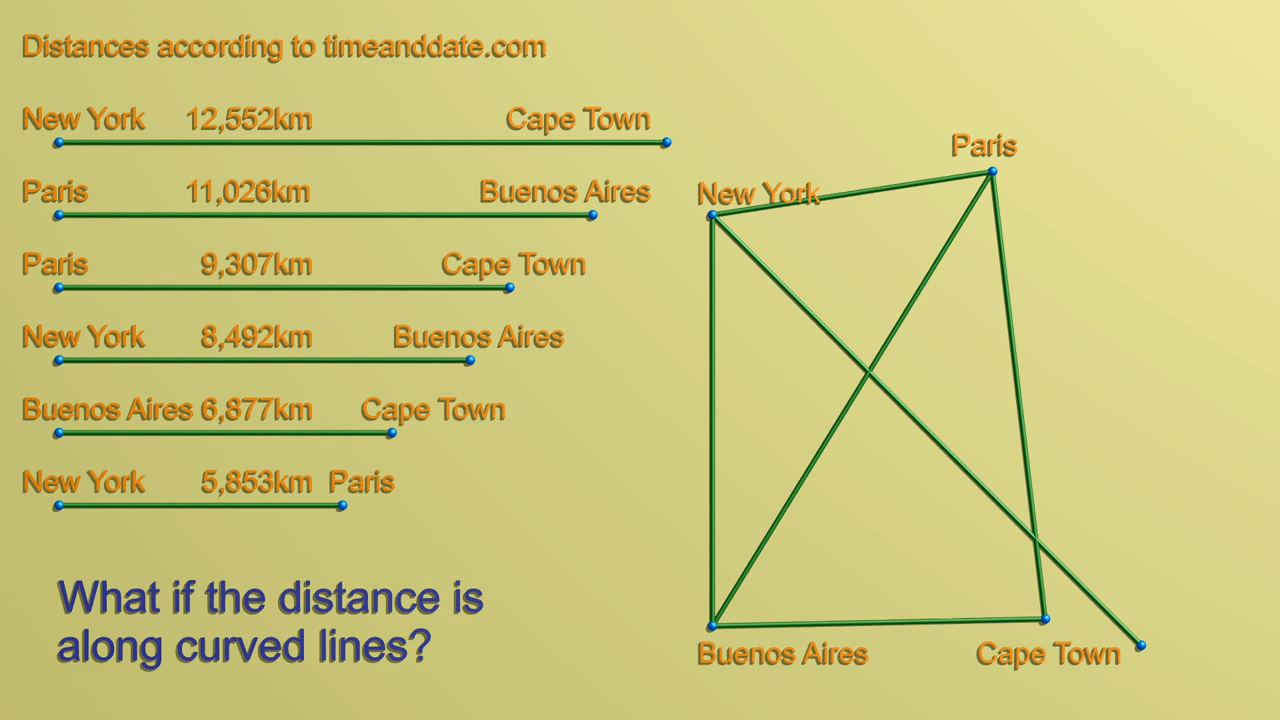 Distances according to timeanddate.com
New York 12,552km Cape Town
Paris 11,026km Buenos Aires
Paris 9,307km Cape Town
New York 8,492km Buenos Aires
Buenos Aires 6,877km Cape Town
New York 5,853km Paris
What if the distance is
along curved lines?
Paris
New York
Buenos Aires Cape Town